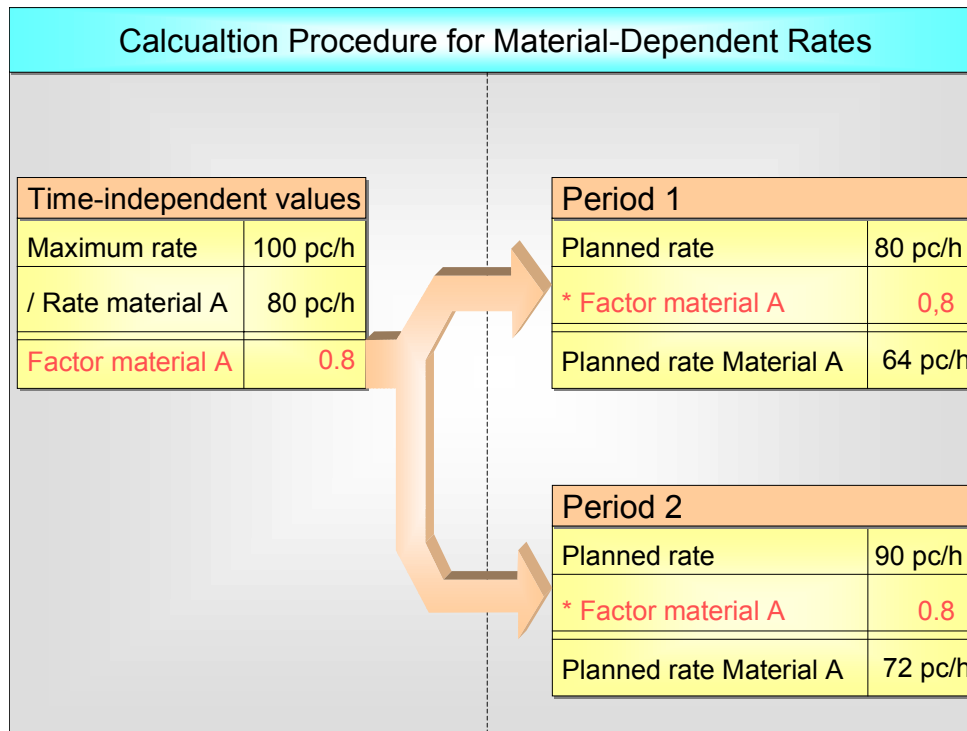 Calcualtion Procedure for Material-Dependent Rates
Time-independent values
Maximum rate 100 pc/h
/ Rate material A 80 pc/h
Factor material A 0.8
Period 1
Planned rate 80 pc/h
* Factor material A 0,8
Planned rate Material A 64 pc/h
Period 2
Planned rate 90 pc/h
* Factor material A 0.8
Planned rate Material A 72 pc/h